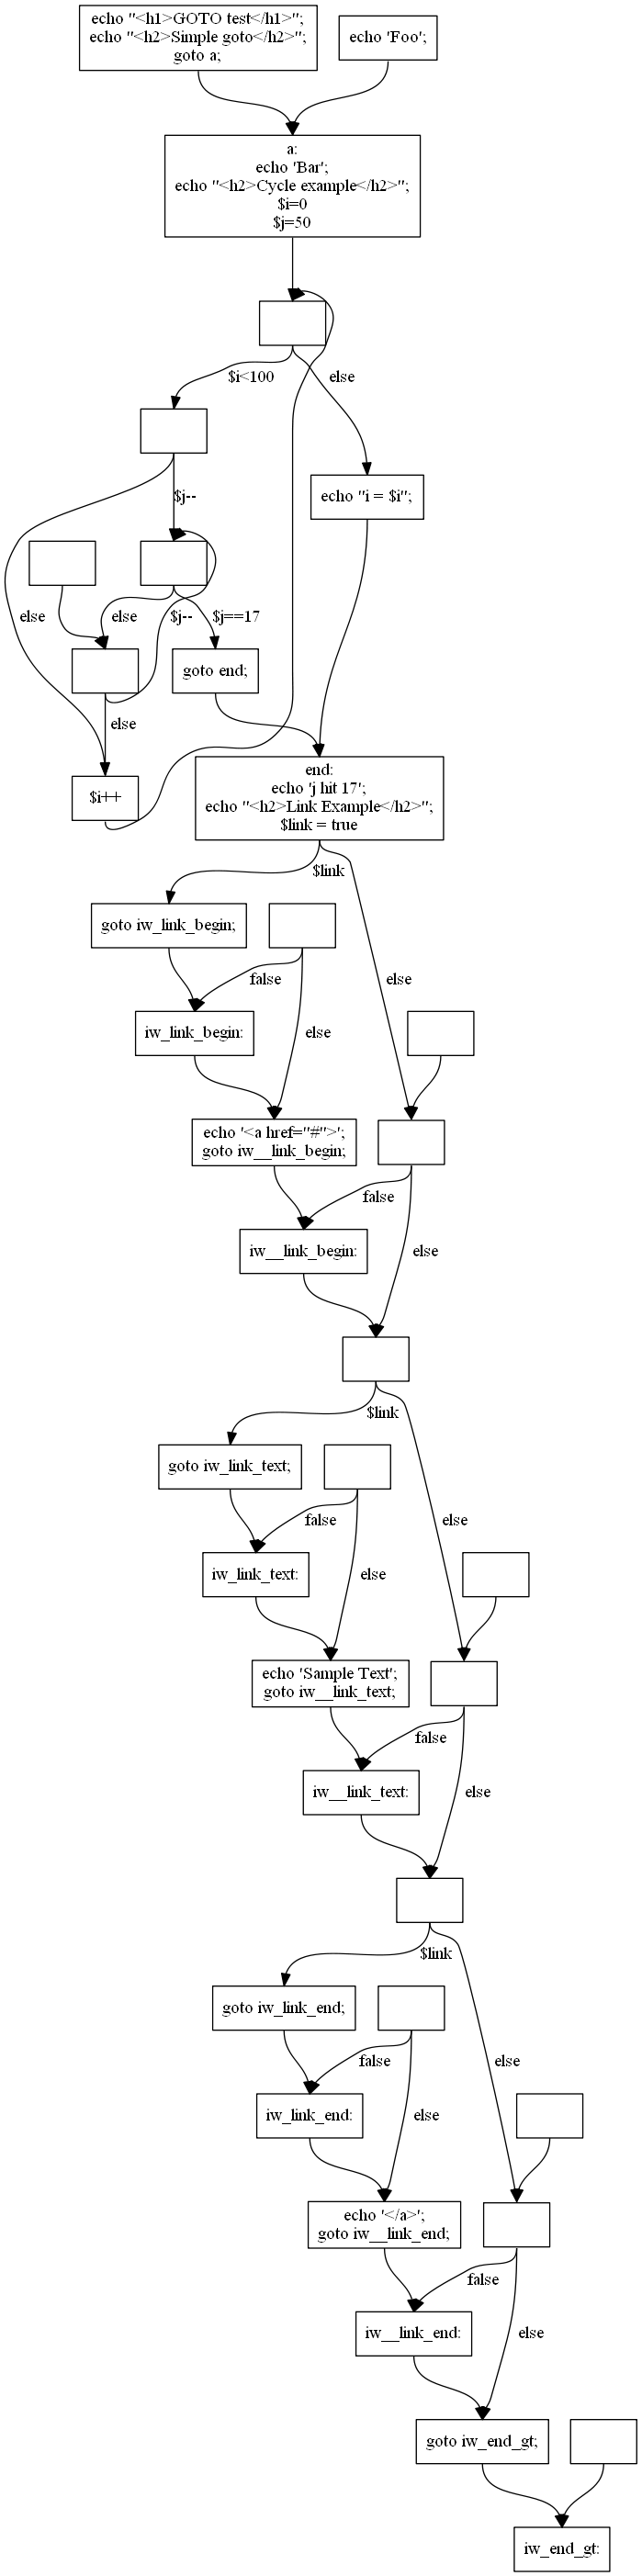 echo "<h1>GOTO test</h1>";
echo "<h2>Simple goto</h2>";
goto a;
echo 'Foo';
a:
echo 'Bar';
echo "<h2>Cycle example</h2>";
$i=0
$j=50
$i<100
else
$j--
echo "i = $i";
else
else
$j--
$j==17
goto end;
else
$i++
end:
echo 'j hit 17';
echo "<h2>Link Example</h2>";
$link = true
$link
goto iw_link_begin;
false
else
iw_link_begin:
else
echo '<a href="#">';
goto iw__link_begin;
false
iw__link_begin:
else
$link
goto iw_link_text;
false
else
iw_link_text:
else
echo 'Sample Text';
goto iw__link_text;
false
iw__link_text:
else
$link
goto iw_link_end;
false
else
iw_link_end:
else
echo '</a>';
goto iw__link_end;
false
iw__link_end:
else
goto iw_end_gt;
iw_end_gt: